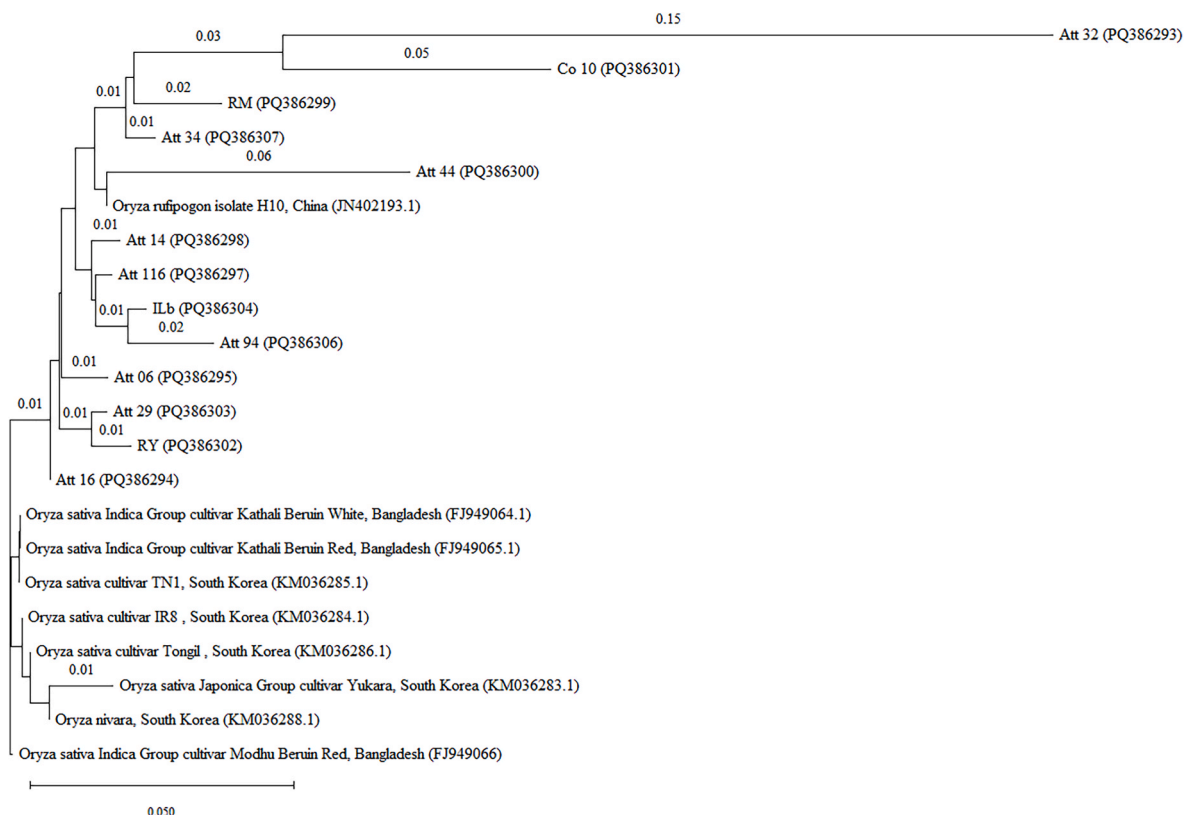 0.15
Att 32 (PQ386293)
0.03
0.05
Co 10 (PQ386301)
0.01
0.02
RM (PQ386299)
0.01
Att 34 (PQ386307)
0.06
Att 44 (PQ386300)
Oryza rufipogon isolate H10, China (JN402193.1)
0.01
Att 14 (PQ386298)
Att 116 (PQ386297)
0.01
ILb (PQ386304)
0.02
Att 94 (PQ386306)
0.01
Att 06 (PQ386295)
0.01
0.01
Att 29 (PQ386303)
0.01
RY (PQ386302)
Att 16 (PQ386294)
Oryza sativa Indica Group cultivar Kathali Beruin White, Bangladesh (FJ949064.1)
Oryza sativa Indica Group cultivar Kathali Beruin Red, Bangladesh (FJ949065.1)
Oryza sativa cultivar TN1, South Korea (KM036285.1)
Oryza sativa cultivar IR8 , South Korea (KM036284.1)
Oryza sativa cultivar Tongil , South Korea (KM036286.1)
0.01
Oryza sativa Japonica Group cultivar Yukara, South Korea (KM036283.1)
Oryza nivara, South Korea (KM036288.1)
Oryza sativa Indica Group cultivar Modhu Beruin Red, Bangladesh (FJ949066)
0.050